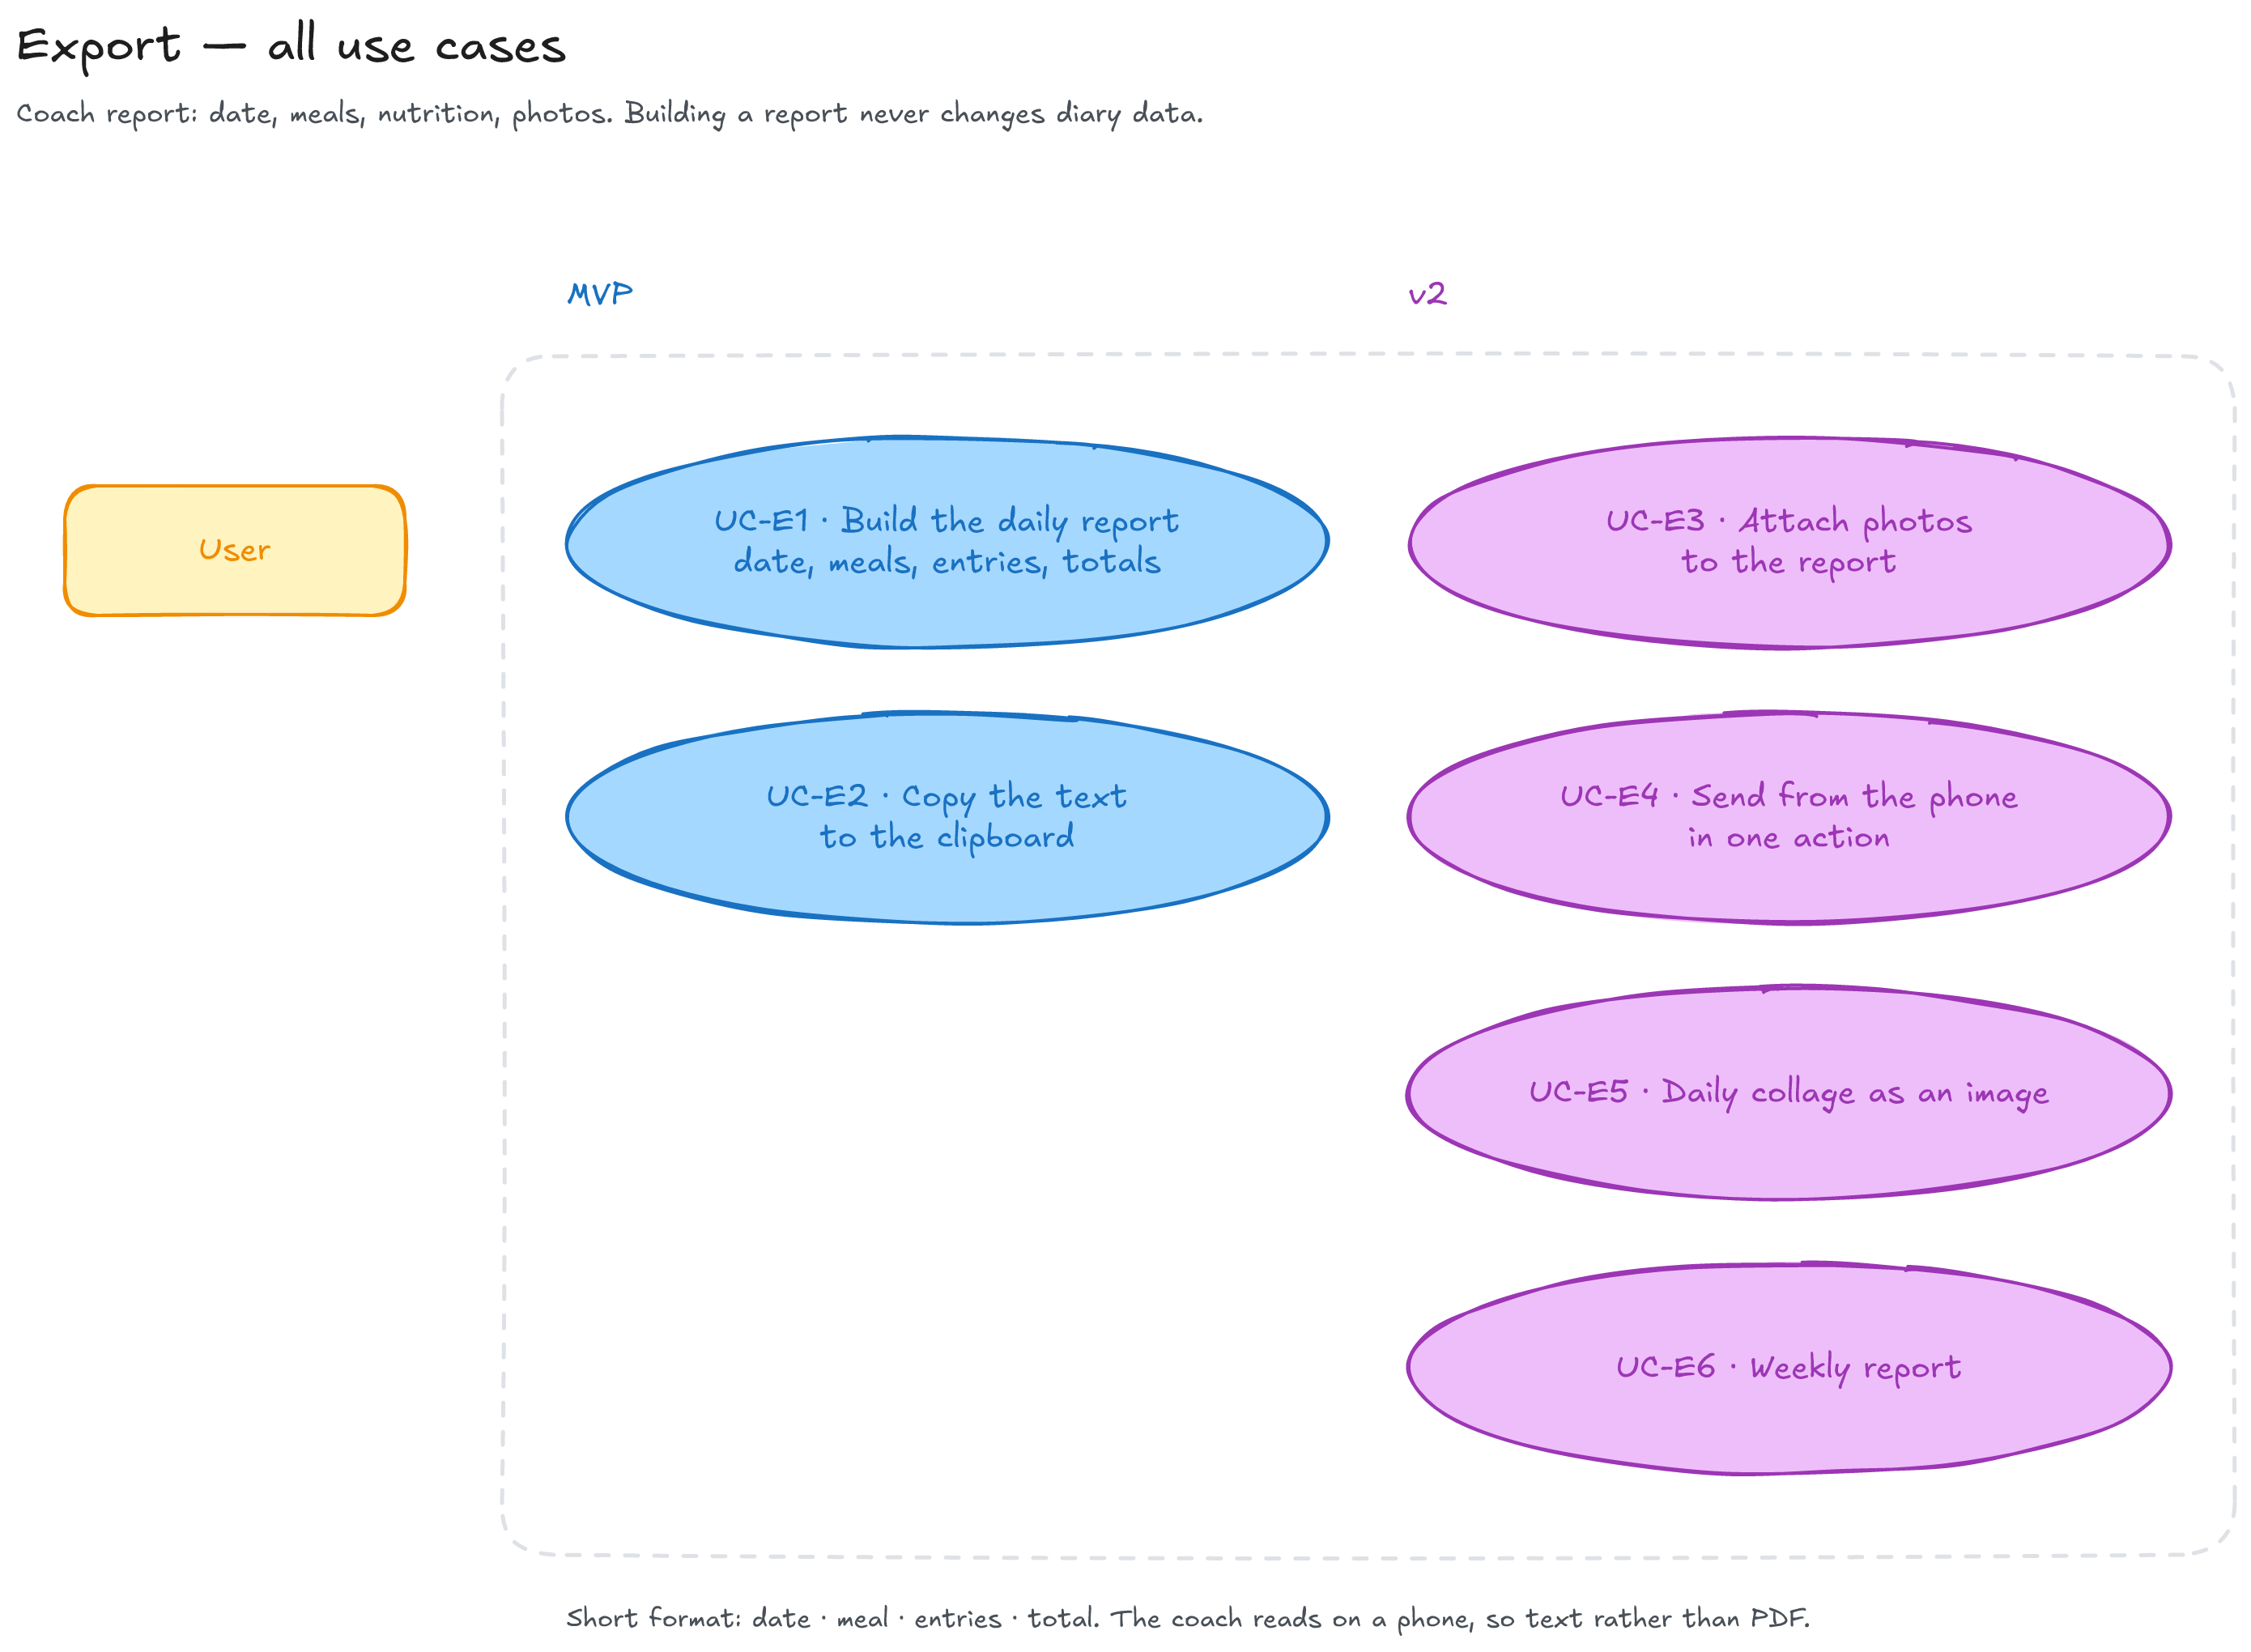 Export — all use cases
Coach report: date, meals, nutrition, photos. Building a report never changes diary data.
MVP
v2
User
UC-E1 · Build the daily report
date, meals, entries, totals
UC-E3 · Attach photos
to the report
UC-E2 · Copy the text
to the clipboard
UC-E4 · Send from the phone
in one action
UC-E5 · Daily collage as an image
UC-E6 · Weekly report
Short format: date · meal · entries · total. The coach reads on a phone, so text rather than PDF.